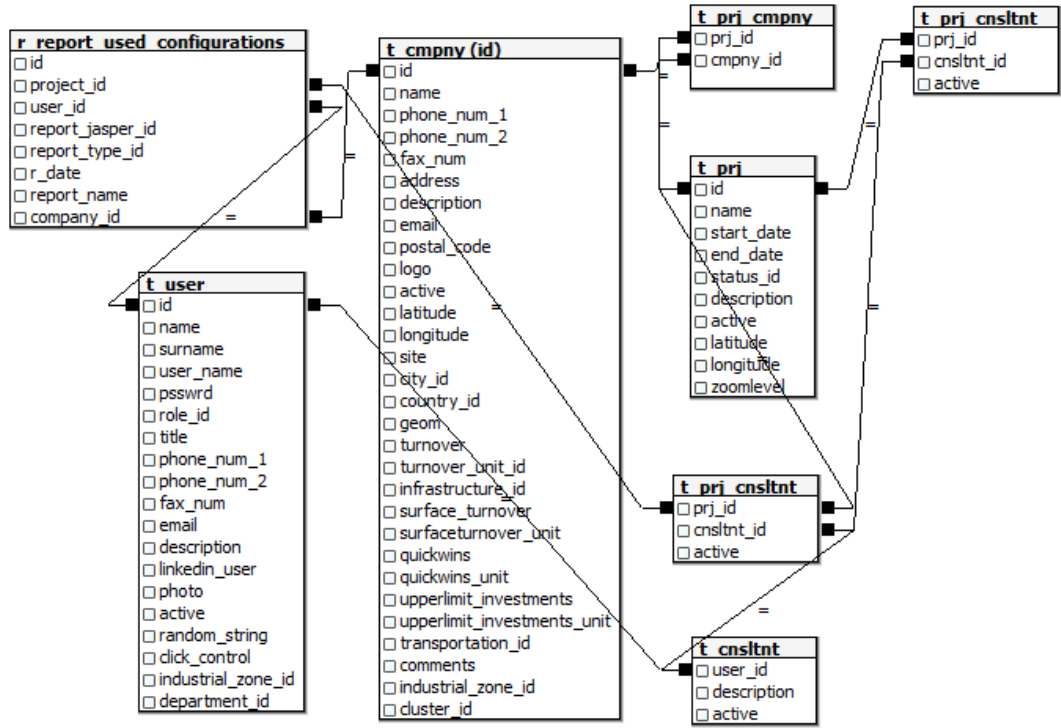 r_report_used_configurations
id
project_id
user_id
report_jasper_id
report_type_id
r_date
report_name
company_id
=
t_user
id
name
surname
user_name
psswrd
role_id
title
phone_num_1
phone_num_2
fax_num
email
description
linkedin_user
photo
active
random_string
click_control
industrial_zone_id
department_id
=
t_cmpny (id)
id
name
phone_num_1
phone_num_2
fax_num
address
description
email
postal_code
logo
active
latitude
longitude
site
city_id
country_id
geom
turnover
turnover_unit_id
infrastructure_id
surface_turnover
surfaceturnover_unit
quickwins
quickwins_unit
upperlimit_investments
upperlimit_investments_unit
transportation_id
comments
industrial_zone_id
cluster_id
=
=
t_prj_cmpny
prj_id
cmpny_id
=
=
t_prj
id
name
start_date
end_date
status_id
description
active
latitude
longitude
zoomlevel
=
t_prj_cnsltnt
prj_id
cnsltnt_id
active
=
=
t_prj_cnsltnt
prj_id
cnsltnt_id
active
=
t_cnsltnt
user_id
description
active